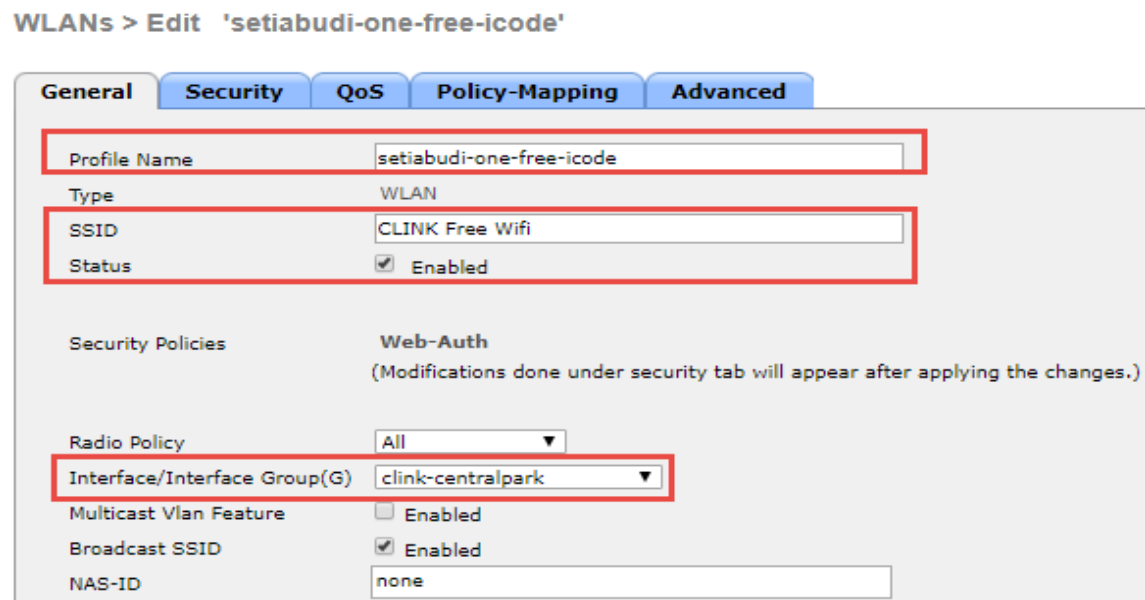 WLANs > Edit 'setiabudi-one-free-icode'
General Security QoS Policy-Mapping Advanced
Profile Name setiabudi-one-free-icode
Type WLAN
SSID CLINK Free Wifi
Status Enabled
Security Policies Web-Auth
(Modifications done under security tab will appear after applying the changes.)
Radio Policy All
Interface/Interface Group(G) clink-centralpark
Multicast Vlan Feature Enabled
Broadcast SSID Enabled
NAS-ID none